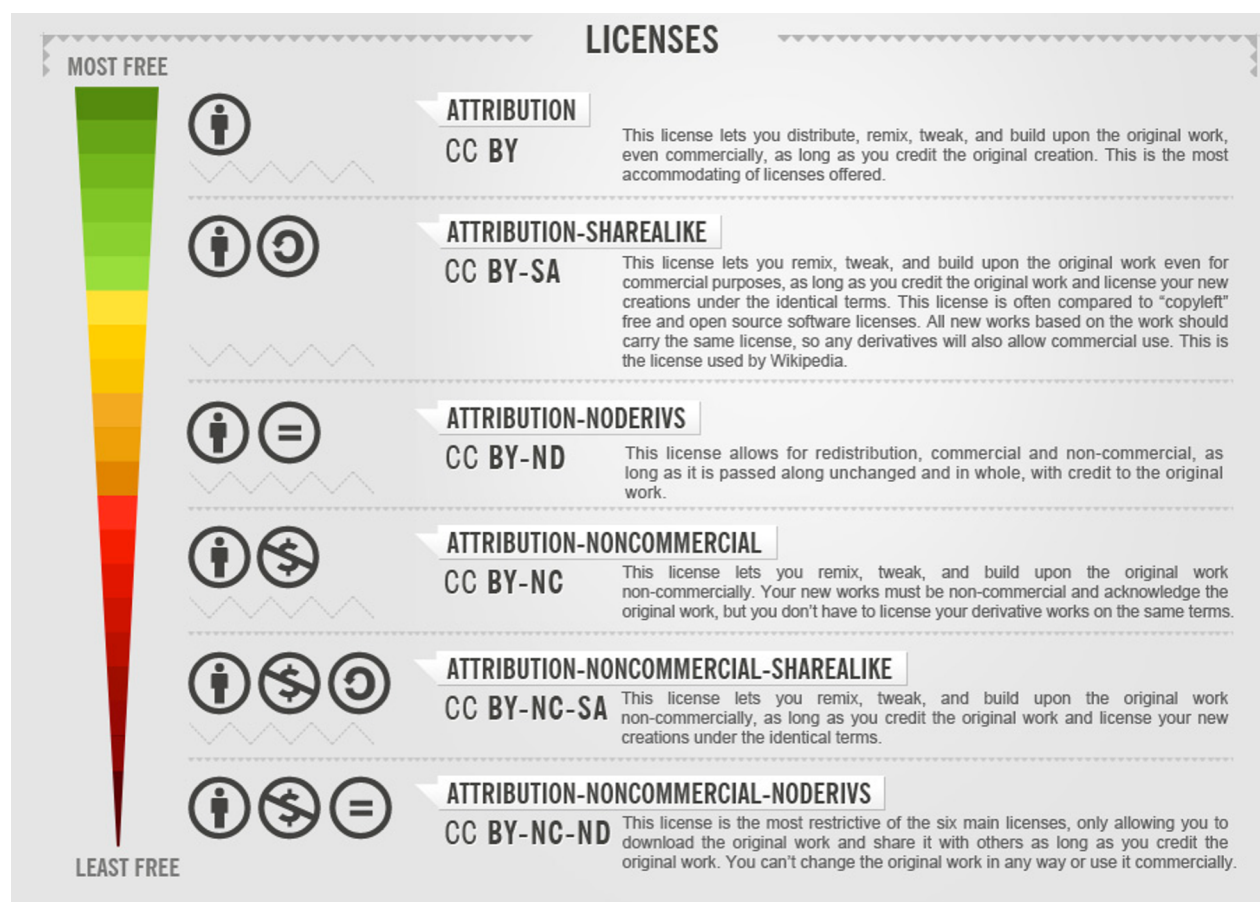 LICENSES
MOST FREE
ATTRIBUTION
CC BY
This license lets you distribute, remix, tweak, and build upon the original work,
even commercially, as long as you credit the original creation. This is the most
accommodating of licenses offered.
ATTRIBUTION-SHAREALIKE
CC BY-SA
This license lets you remix, tweak, and build upon the original work even for
commercial purposes, as long as you credit the original work and license your new
creations under the identical terms. This license is often compared to “copyleft”
free and open source software licenses. All new works based on the work should
carry the same license, so any derivatives will also allow commercial use. This is
the license used by Wikipedia.
ATTRIBUTION-NODERIVS
CC BY-ND
This license allows for redistribution, commercial and non-commercial, as
long as it is passed along unchanged and in whole, with credit to the original
work.
ATTRIBUTION-NONCOMMERCIAL
CC BY-NC
This license lets you remix, tweak, and build upon the original work
non-commercially. Your new works must be non-commercial and acknowledge the
original work, but you don’t have to license your derivative works on the same terms.
ATTRIBUTION-NONCOMMERCIAL-SHAREALIKE
CC BY-NC-SA
This license lets you remix, tweak, and build upon the original work
non-commercially, as long as you credit the original work and license your new
creations under the identical terms.
ATTRIBUTION-NONCOMMERCIAL-NODERIVS
CC BY-NC-ND
This license is the most restrictive of the six main licenses, only allowing you to
download the original work and share it with others as long as you credit the
original work. You can’t change the original work in any way or use it commercially.
LEAST FREE